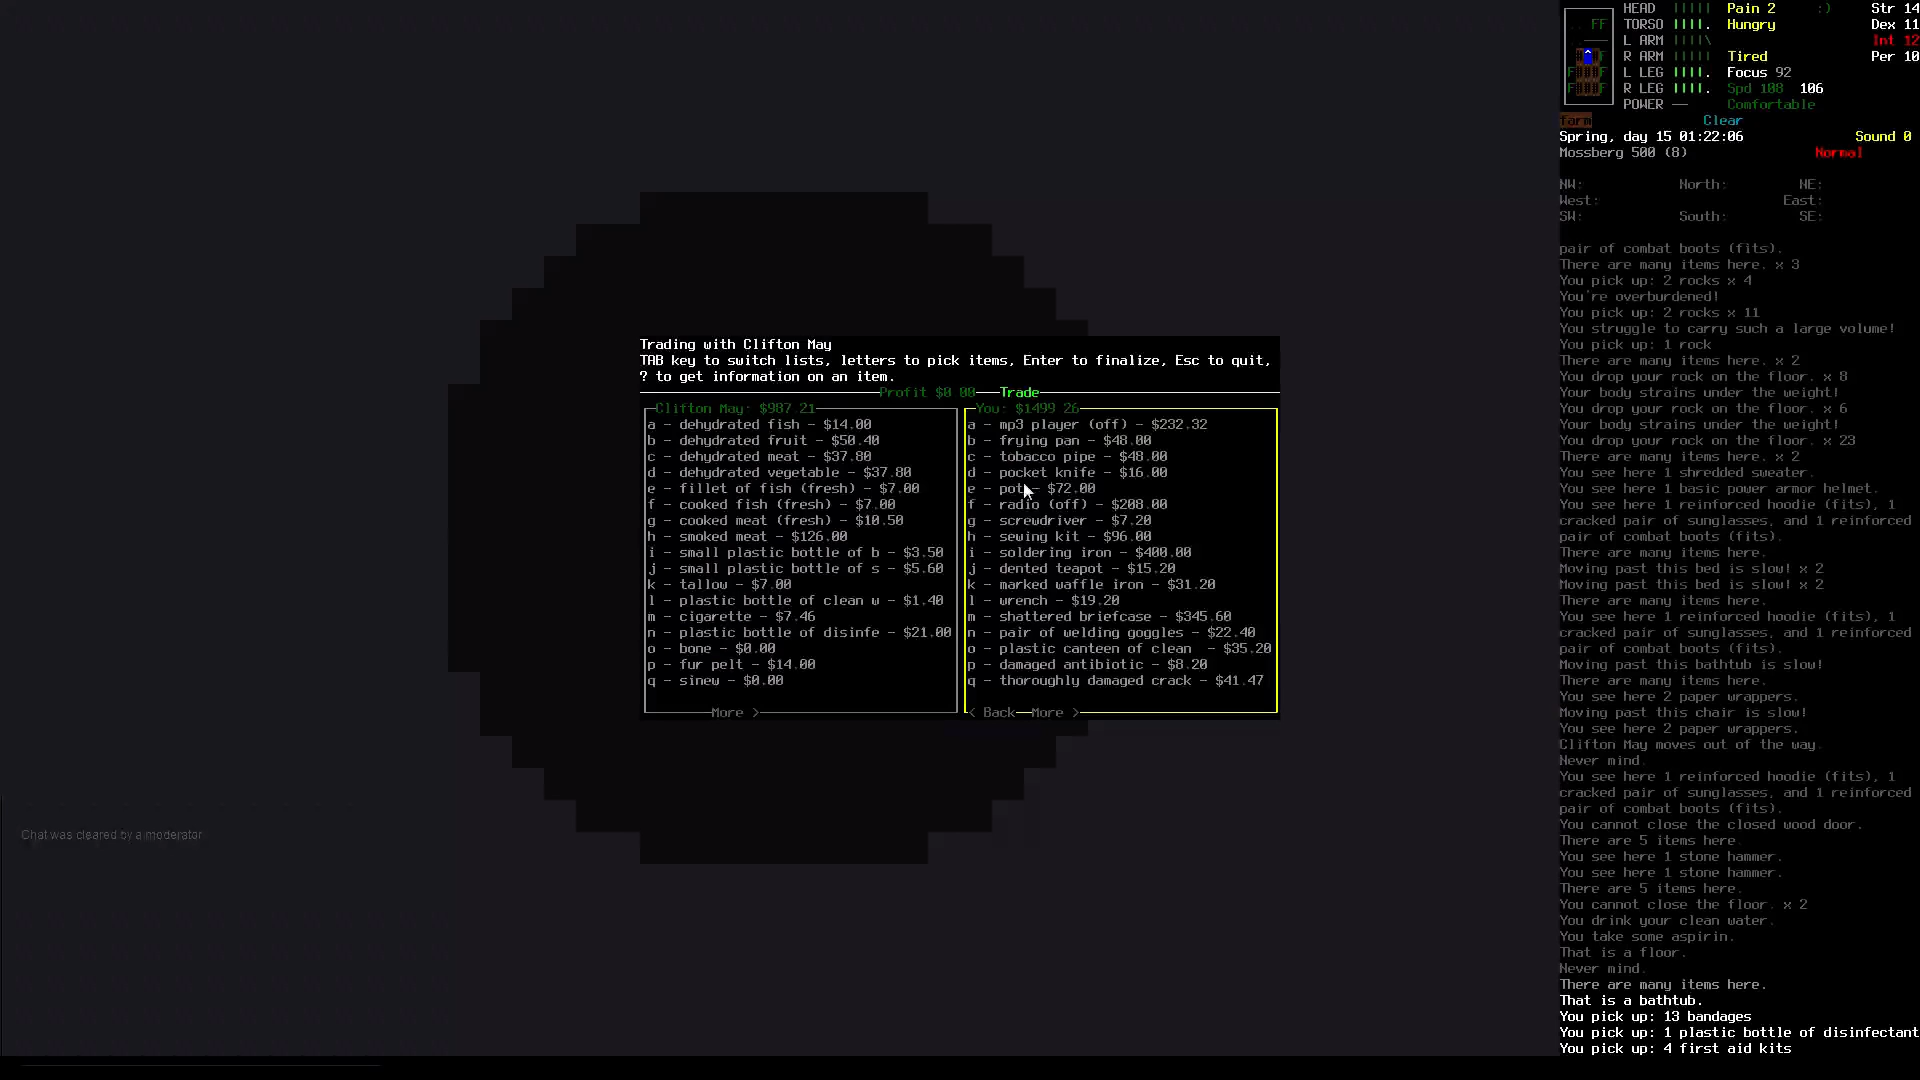 Trading with Clifton May
TAB key to switch lists, letters to pick items, Enter to finalize, Esc to quit,
? to get information on an item.
Profit $0 00 Trade
Clifton May: $987 21
a - dehydrated fish - $14.00
b - dehydrated fruit - $50.40
c - dehydrated meat - $37.80
d - dehydrated vegetable - $37.80
e - fillet of fish (fresh) - $7.00
f - cooked fish (fresh) - $7.00
g - cooked meat (fresh) - $10.50
h - smoked meat - $126.00
i - small plastic bottle of b - $3.50
j - small plastic bottle of s - $5.60
k - tallow - $7.00
l - plastic bottle of clean w - $1.40
m - cigarette - $7.46
n - plastic bottle of disinfe - $21.00
o - bone - $0.00
p - fur pelt - $14.00
q - sinew - $0.00
More >
You: $1499 26
a - mp3 player (off) - $232.32
b - frying pan - $48.00
c - tobacco pipe - $48.00
d - pocket knife - $16.00
e - pot - $72.00
f - radio (off) - $208.00
g - screwdriver - $7.20
h - sewing kit - $96.00
i - soldering iron - $400.00
j - dented teapot - $15.20
k - marked waffle iron - $31.20
l - wrench - $19.20
m - shattered briefcase - $345.60
n - pair of welding goggles - $22.40
o - plastic canteen of clean - $35.20
p - damaged antibiotic - $8.20
q - thoroughly damaged crack - $41.47
< Back More >
Chat was cleared by a moderator
HEAD ||||| Pain 2 :) Str 14
TORSO ||||. Hungry Dex 11
L ARM ||||\ Int 12
R ARM ||||| Tired Per 10
L LEG ||||. Focus 92
R LEG ||||. Spd 108 106
POWER — Comfortable
farm Clear
Spring, day 15 01:22:06 Sound 0
Mossberg 500 (8) Normal
NW: North: NE:
West: East:
SW: South: SE:
pair of combat boots (fits).
There are many items here. x 3
You pick up: 2 rocks x 4
You're overburdened!
You pick up: 2 rocks x 11
You struggle to carry such a large volume!
You pick up: 1 rock
There are many items here. x 2
You drop your rock on the floor. x 8
Your body strains under the weight!
You drop your rock on the floor. x 6
Your body strains under the weight!
You drop your rock on the floor. x 23
There are many items here. x 2
You see here 1 shredded sweater.
You see here 1 basic power armor helmet.
You see here 1 reinforced hoodie (fits), 1
cracked pair of sunglasses, and 1 reinforced
pair of combat boots (fits).
There are many items here.
Moving past this bed is slow! x 2
Moving past this bed is slow! x 2
There are many items here.
You see here 1 reinforced hoodie (fits), 1
cracked pair of sunglasses, and 1 reinforced
pair of combat boots (fits).
Moving past this bathtub is slow!
There are many items here.
You see here 2 paper wrappers.
Moving past this chair is slow!
You see here 2 paper wrappers.
Clifton May moves out of the way.
Never mind.
You see here 1 reinforced hoodie (fits), 1
cracked pair of sunglasses, and 1 reinforced
pair of combat boots (fits).
You cannot close the closed wood door.
There are 5 items here.
You see here 1 stone hammer.
You see here 1 stone hammer.
There are 5 items here.
You cannot close the floor. x 2
You drink your clean water.
You take some aspirin.
That is a floor.
Never mind.
There are many items here.
That is a bathtub.
You pick up: 13 bandages
You pick up: 1 plastic bottle of disinfectant
You pick up: 4 first aid kits